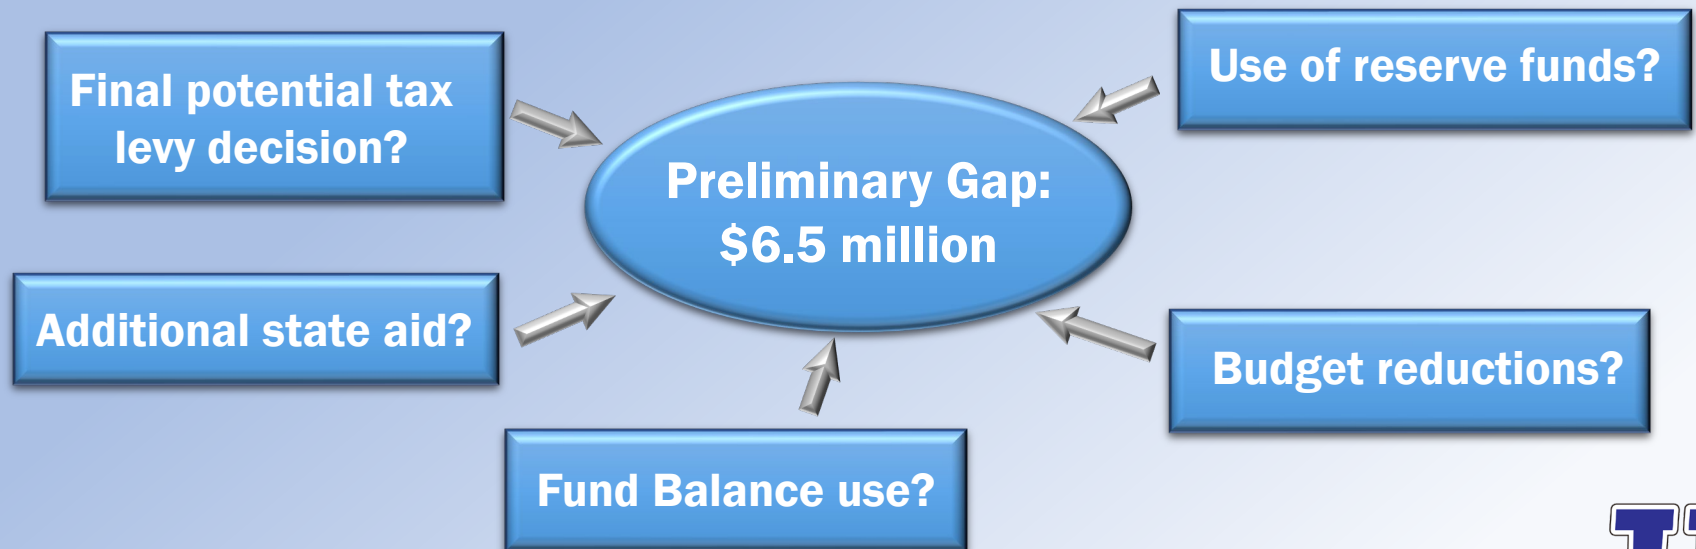 Final potential tax
levy decision?
Use of reserve funds?
Preliminary Gap:
$6.5 million
Additional state aid?
Budget reductions?
Fund Balance use?